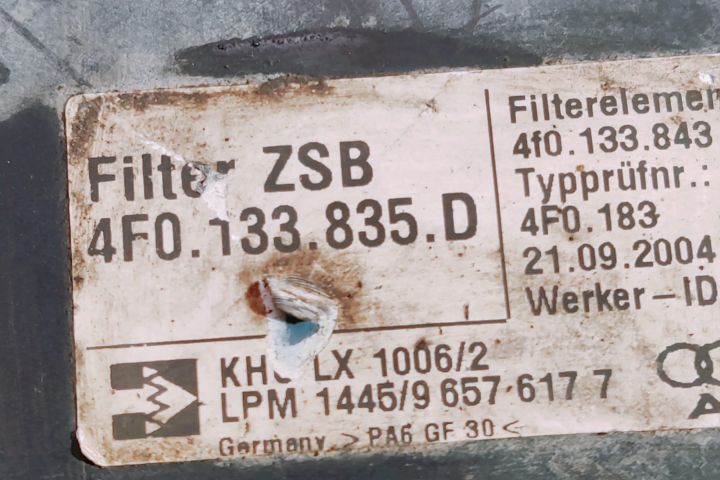 Filter ZSB
4F0.133.835.D
Filterelemen
4f0.133.843
Typprüfnr.:
4F0.183
21.09.2004
Werker-ID
LX 1006/2
LPM 1445/9 657 617 7
Germany >PA6 GF 30<